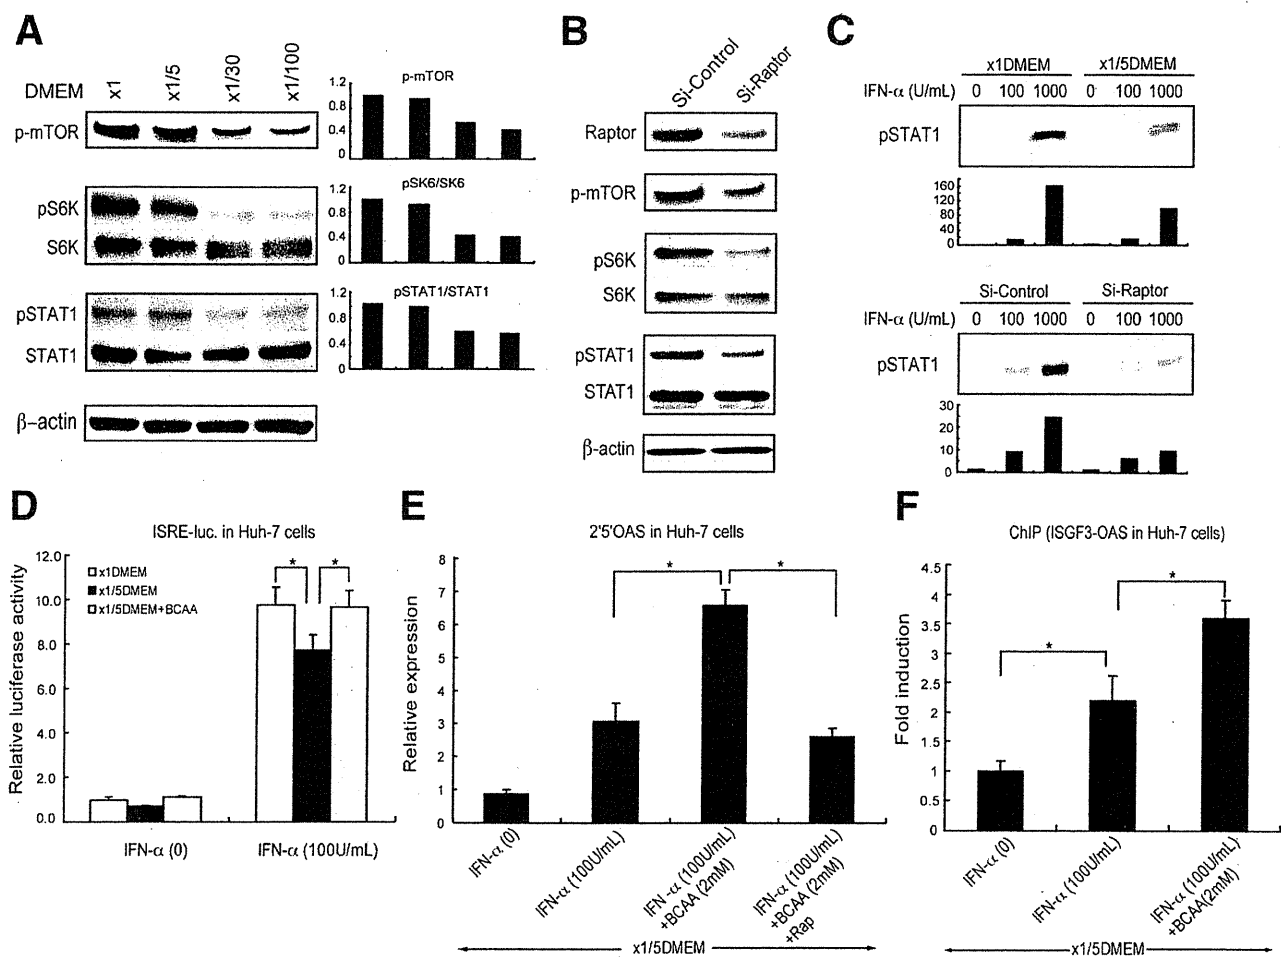 A
DMEM x1 x1/5 x1/30 x1/100
p-mTOR
pS6K
S6K
pSTAT1
STAT1
β-actin
p-mTOR
1.2
0.8
0.4
0
pSK6/SK6
1.2
0.8
0.4
0
pSTAT1/STAT1
1.2
0.8
0.4
0
B
Si-Control Si-Raptor
Raptor
p-mTOR
pS6K
S6K
pSTAT1
STAT1
β-actin
C
x1DMEM x1/5DMEM
IFN-α (U/mL) 0 100 1000 0 100 1000
pSTAT1
160
120
80
40
0
Si-Control Si-Raptor
IFN-α (U/mL) 0 100 1000 0 100 1000
pSTAT1
30
20
10
0
D
ISRE-luc. in Huh-7 cells
Relative luciferase activity
12.0
10.0
8.0
6.0
4.0
2.0
0.0
x1DMEM
x1/5DMEM
x1/5DMEM+BCAA
* *
IFN-α (0) IFN-α (100U/mL)
E
2'5'OAS in Huh-7 cells
Relative expression
8
7
6
5
4
3
2
1
0
* *
IFN-α (0)
IFN-α (100U/mL)
IFN -α (100U/mL)
+BCAA (2mM)
IFN-α (100U/mL)
+BCAA (2mM)
+Rap
x1/5DMEM
F
ChIP (ISGF3-OAS in Huh-7 cells)
Fold induction
4.5
4
3.5
3
2.5
2
1.5
1
0.5
0
* *
IFN-α (0)
IFN-α (100U/mL)
IFN-α (100U/mL)
+BCAA(2mM)
x1/5DMEM